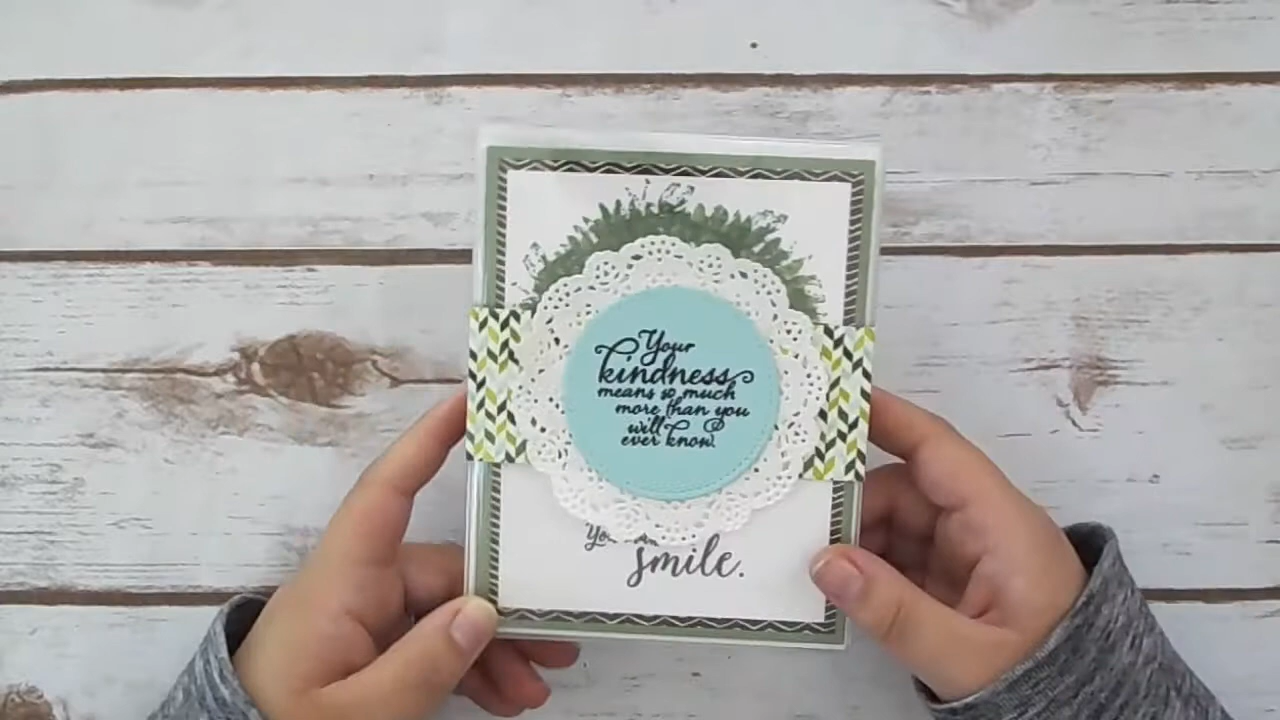 Your
kindness
means so much
more than you
will
ever know.
smile.